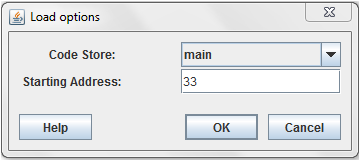 Load options
Code Store: main
Starting Address: 33
Help OK Cancel